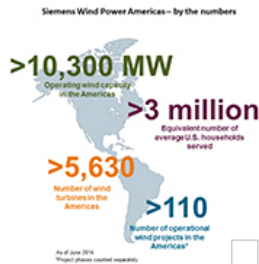 Siemens Wind Power Americas – by the numbers
>10,300 MW
Operating wind capacity
in the Americas
>3 million
Equivalent number of
average U.S. households
served
>5,630
Number of wind
turbines in the
Americas
>110
Number of operational
wind projects in the
Americas*
As of June 2014
*Project phases counted separately